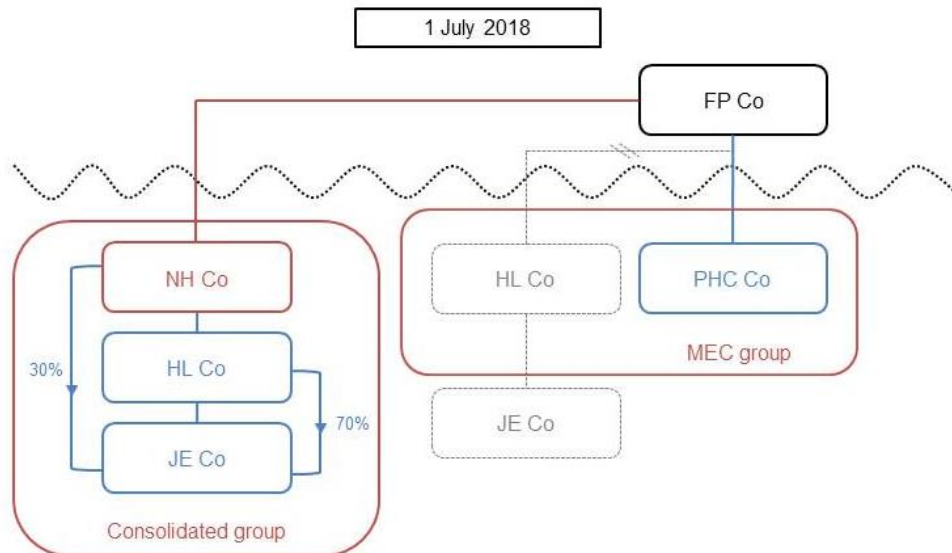 1 July 2018
FP Co
NH Co
HL Co
PHC Co
HL Co
MEC group
30%
70%
JE Co
JE Co
Consolidated group